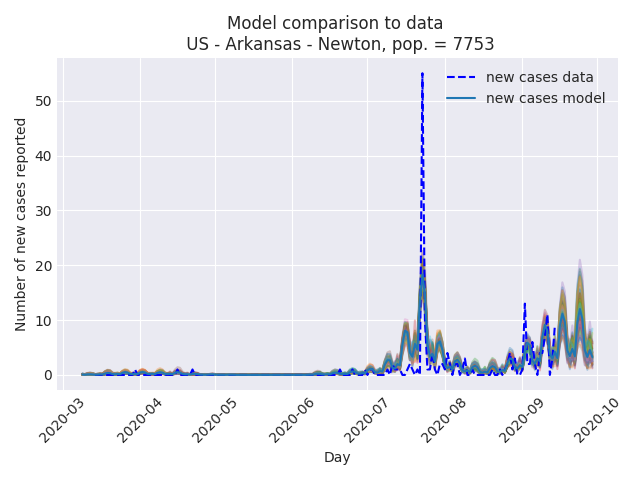 Model comparison to data
US - Arkansas - Newton, pop. = 7753
new cases data
new cases model
Number of new cases reported
50
40
30
20
10
0
2020-03
2020-04
2020-05
2020-06
2020-07
2020-08
2020-09
2020-10
Day